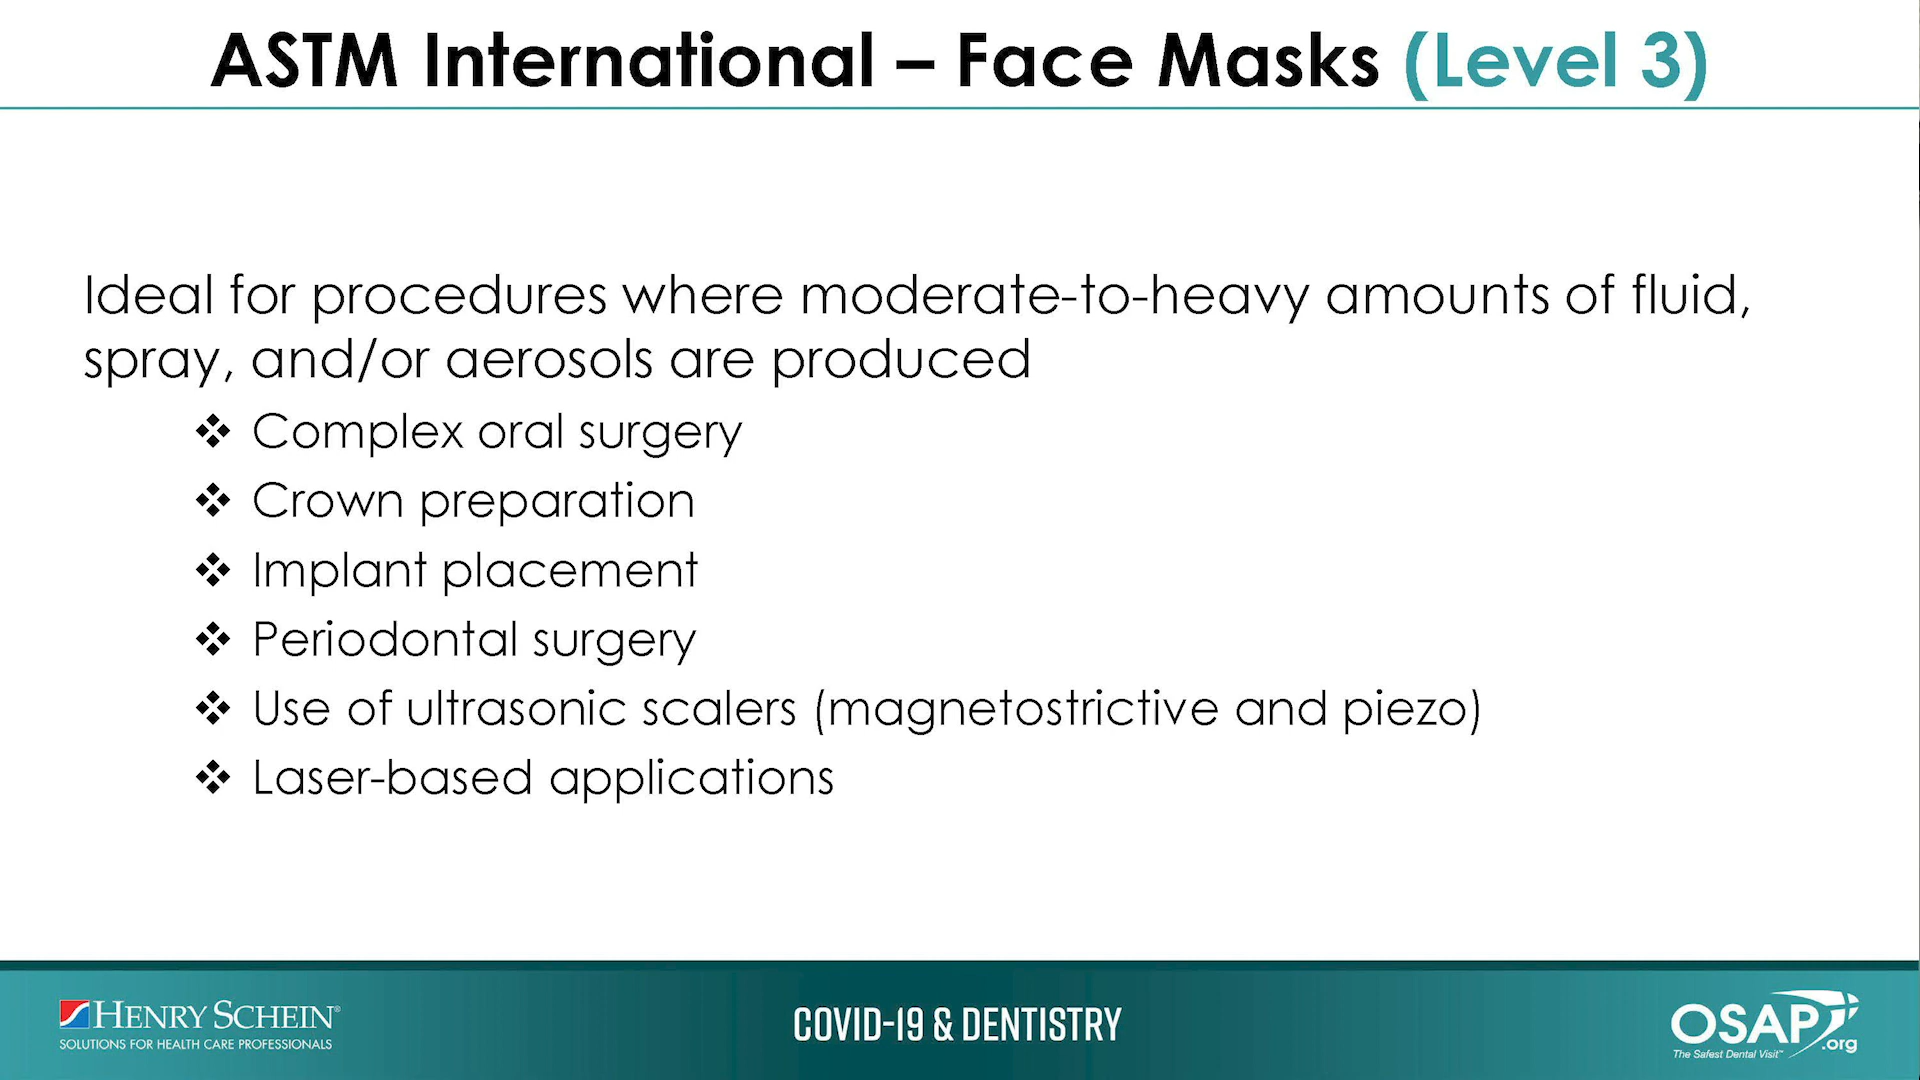 ASTM International – Face Masks (Level 3)
Ideal for procedures where moderate-to-heavy amounts of fluid,
spray, and/or aerosols are produced
❖ Complex oral surgery
❖ Crown preparation
❖ Implant placement
❖ Periodontal surgery
❖ Use of ultrasonic scalers (magnetostrictive and piezo)
❖ Laser-based applications
HENRY SCHEIN®
SOLUTIONS FOR HEALTH CARE PROFESSIONALS
COVID-19 & DENTISTRY
OSAP.org
The Safest Dental Visit™